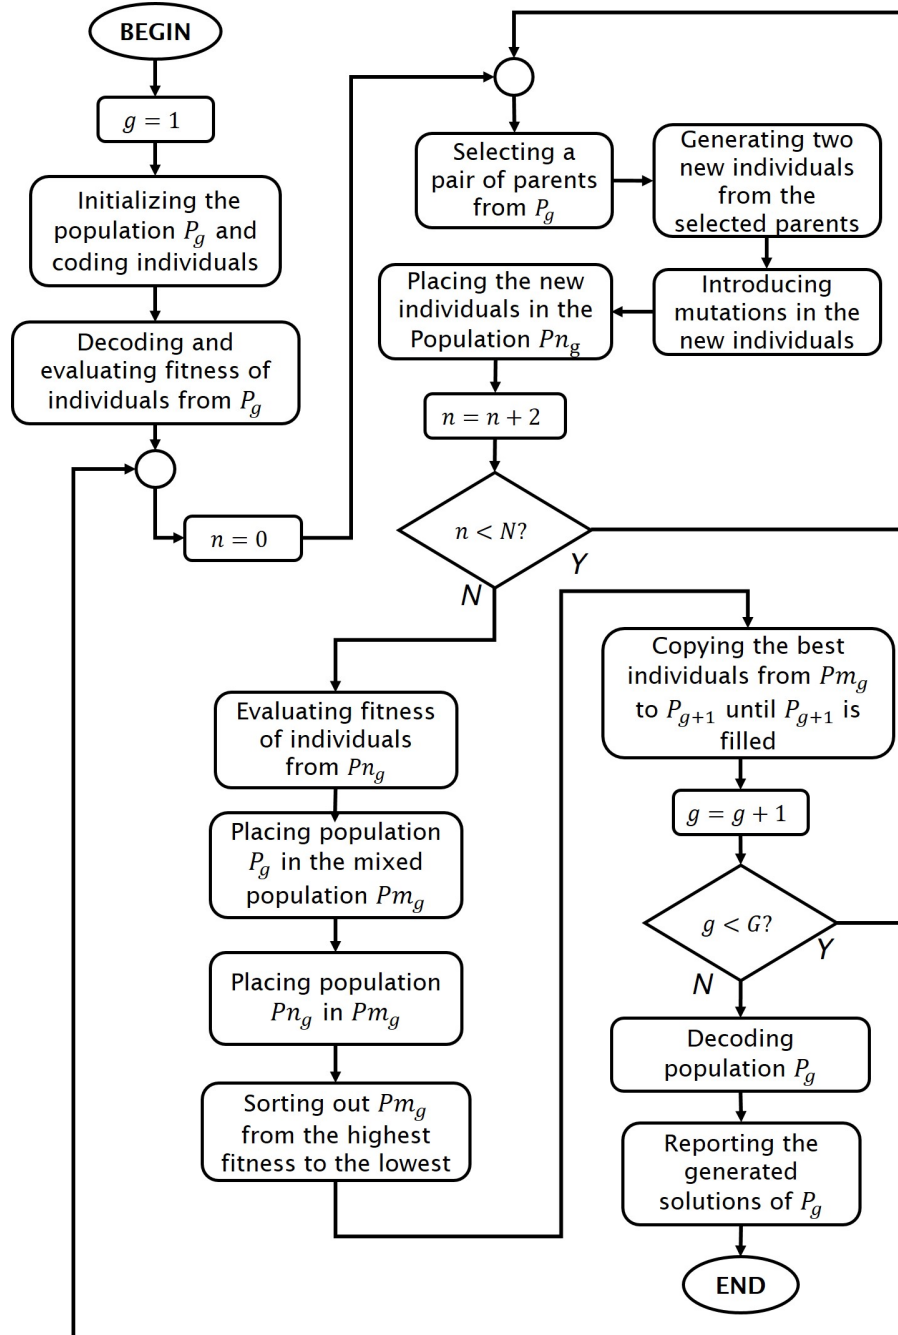 BEGIN
g = 1
Initializing the
population P_g and
coding individuals
Decoding and
evaluating fitness of
individuals from P_g
n = 0
Selecting a
pair of parents
from P_g
Generating two
new individuals
from the
selected parents
Introducing
mutations in the
new individuals
Placing the new
individuals in the
Population Pn_g
n = n + 2
n < N?
Y
N
Evaluating fitness
of individuals
from Pn_g
Placing population
P_g in the mixed
population Pm_g
Placing population
Pn_g in Pm_g
Sorting out Pm_g
from the highest
fitness to the lowest
Copying the best
individuals from Pm_g
to P_{g+1} until P_{g+1} is
filled
g = g + 1
g < G?
Y
N
Decoding
population P_g
Reporting the
generated
solutions of P_g
END